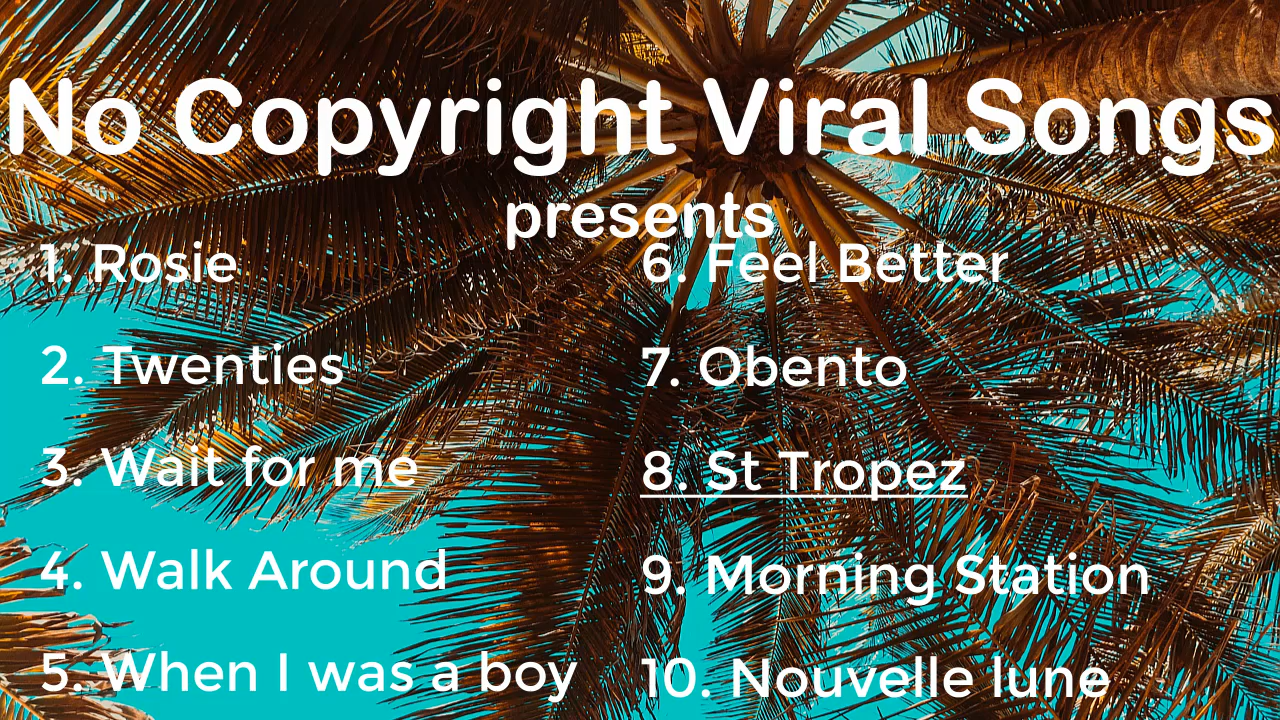 No Copyright Viral Songs
presents
1. Rosie
2. Twenties
3. Wait for me
4. Walk Around
5. When I was a boy
6. Feel Better
7. Obento
8. St Tropez
9. Morning Station
10. Nouvelle lune